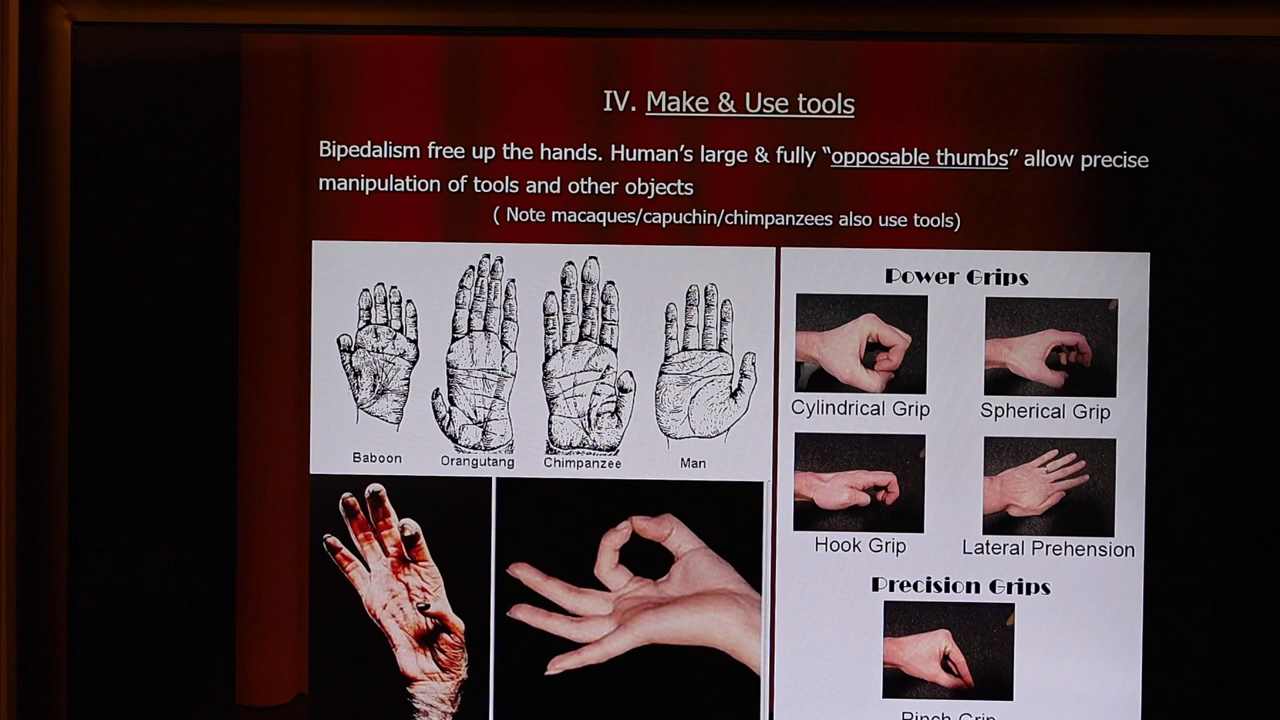 IV. Make & Use tools
Bipedalism free up the hands. Human's large & fully “opposable thumbs” allow precise
manipulation of tools and other objects
( Note macaques/capuchin/chimpanzees also use tools)
Baboon
Orangutang
Chimpanzee
Man
Power Grips
Cylindrical Grip
Spherical Grip
Hook Grip
Lateral Prehension
Precision Grips
Pinch Grip